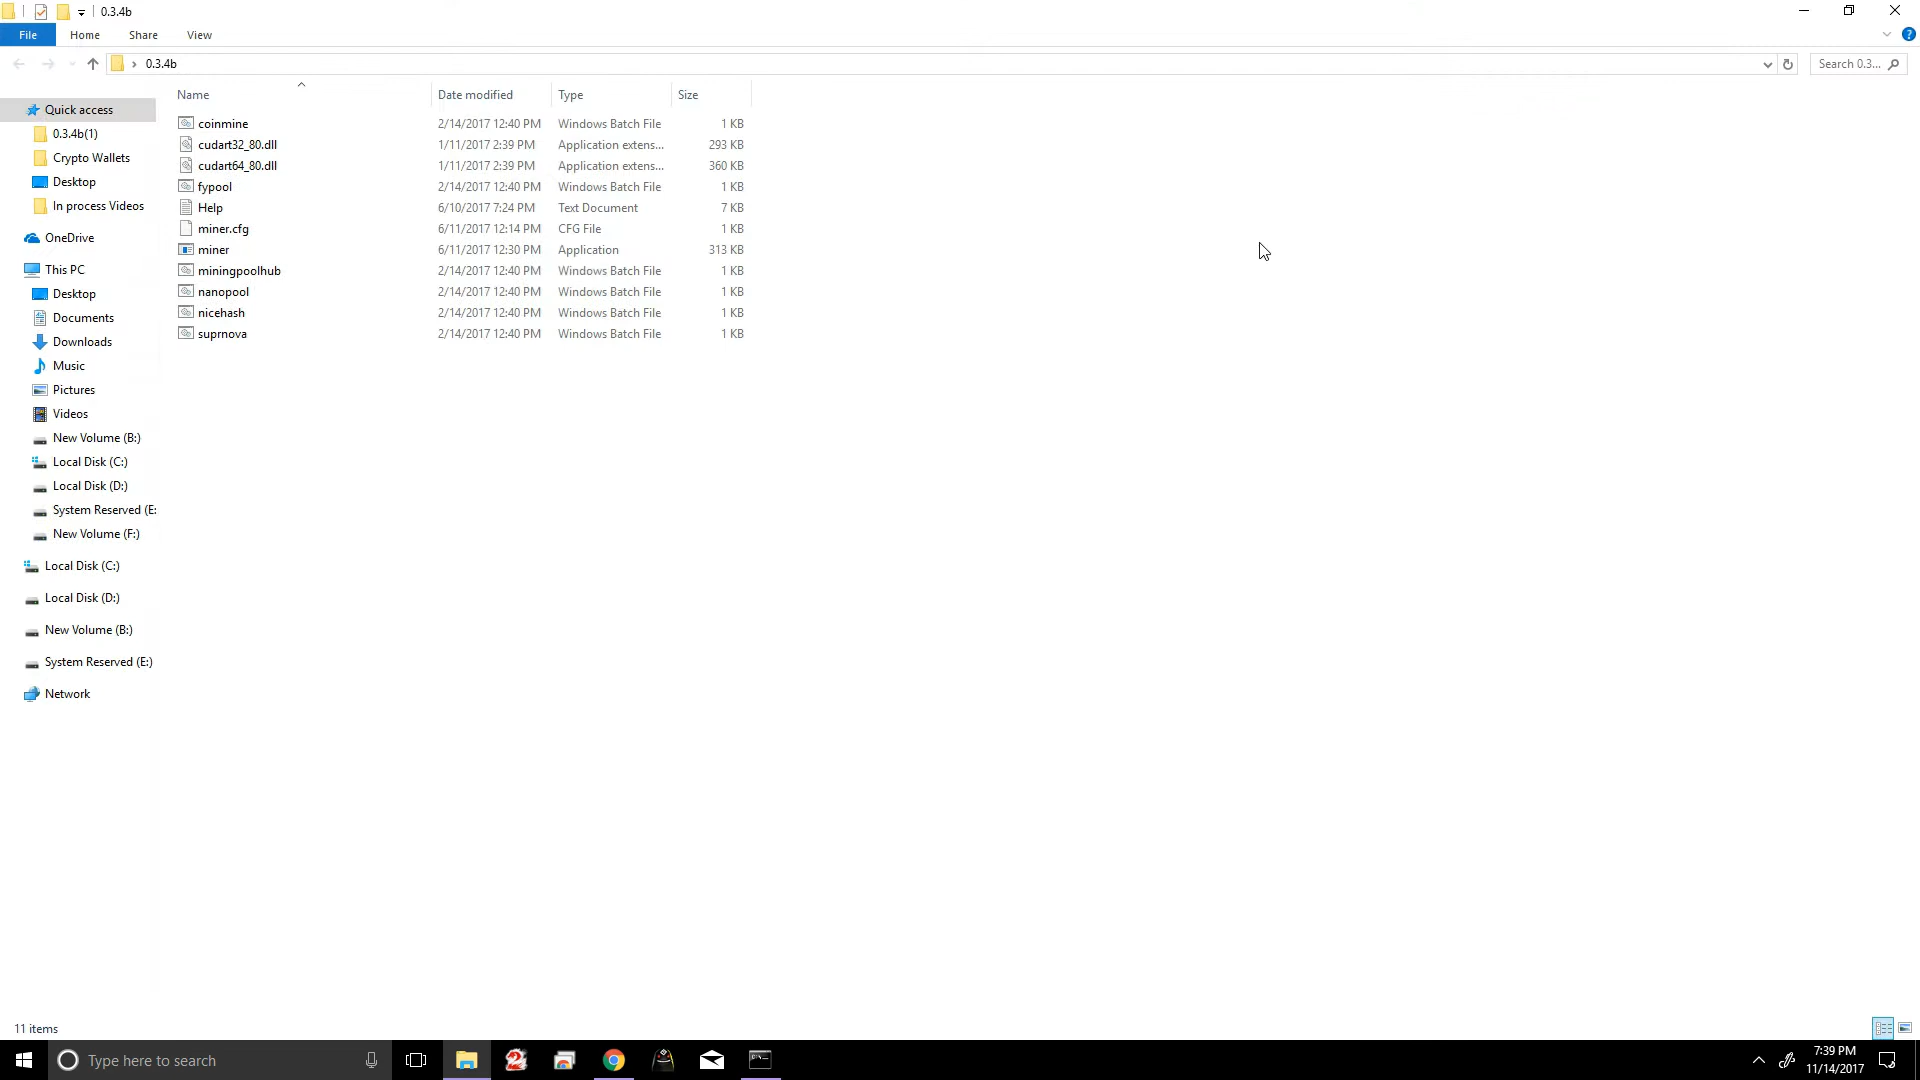 0.3.4b
File Home Share View
0.3.4b
Search 0.3...
Name Date modified Type Size
Quick access
0.3.4b(1)
Crypto Wallets
Desktop
In process Videos
OneDrive
This PC
Desktop
Documents
Downloads
Music
Pictures
Videos
New Volume (B:)
Local Disk (C:)
Local Disk (D:)
System Reserved (E:
New Volume (F:)
Local Disk (C:)
Local Disk (D:)
New Volume (B:)
System Reserved (E:)
Network
coinmine 2/14/2017 12:40 PM Windows Batch File 1 KB
cudart32_80.dll 1/11/2017 2:39 PM Application extens... 293 KB
cudart64_80.dll 1/11/2017 2:39 PM Application extens... 360 KB
fypool 2/14/2017 12:40 PM Windows Batch File 1 KB
Help 6/10/2017 7:24 PM Text Document 7 KB
miner.cfg 6/11/2017 12:14 PM CFG File 1 KB
miner 6/11/2017 12:30 PM Application 313 KB
miningpoolhub 2/14/2017 12:40 PM Windows Batch File 1 KB
nanopool 2/14/2017 12:40 PM Windows Batch File 1 KB
nicehash 2/14/2017 12:40 PM Windows Batch File 1 KB
suprnova 2/14/2017 12:40 PM Windows Batch File 1 KB
11 items
Type here to search
7:39 PM
11/14/2017